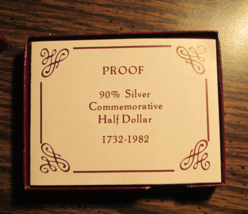 PROOF
90% Silver
Commemorative
Half Dollar
1732-1982